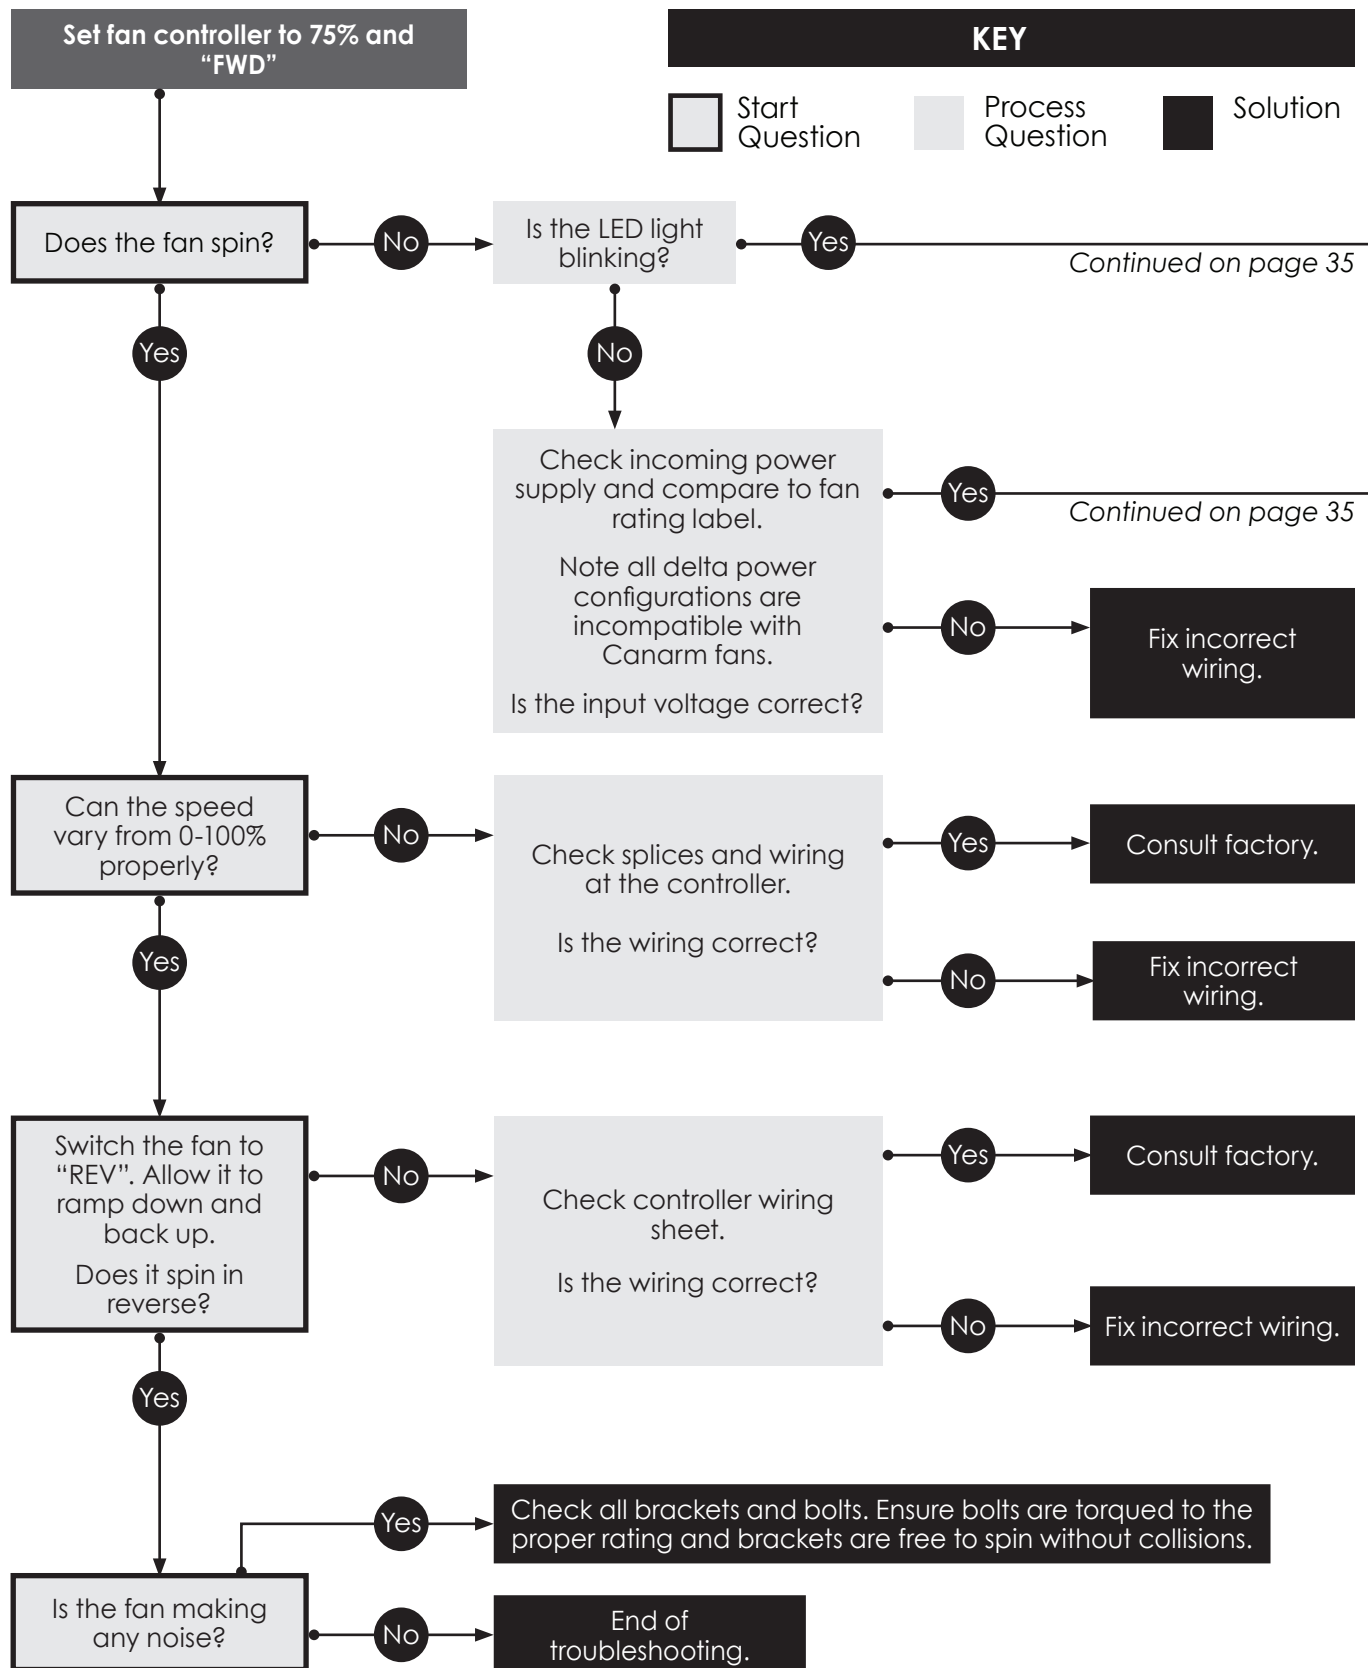 Set fan controller to 75% and
“FWD”
KEY
Start
Question
Process
Question
Solution
Does the fan spin?
No
Is the LED light
blinking?
Yes
Continued on page 35
Yes
No
Check incoming power
supply and compare to fan
rating label.
Note all delta power
configurations are
incompatible with
Canarm fans.
Is the input voltage correct?
Yes
Continued on page 35
No
Fix incorrect
wiring.
Can the speed
vary from 0-100%
properly?
No
Check splices and wiring
at the controller.
Is the wiring correct?
Yes
Consult factory.
No
Fix incorrect
wiring.
Yes
Switch the fan to
“REV”. Allow it to
ramp down and
back up.
Does it spin in
reverse?
No
Check controller wiring
sheet.
Is the wiring correct?
Yes
Consult factory.
No
Fix incorrect wiring.
Yes
Is the fan making
any noise?
Yes
Check all brackets and bolts. Ensure bolts are torqued to the
proper rating and brackets are free to spin without collisions.
No
End of
troubleshooting.